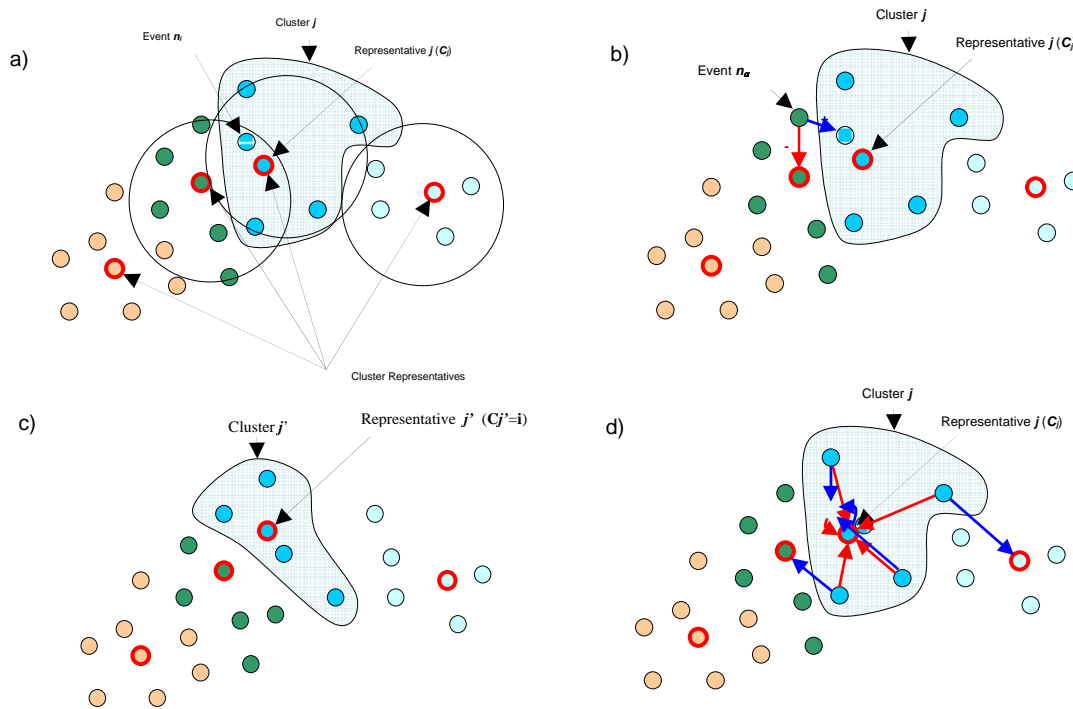 a)
Event ni
Cluster j
Representative j (Cj)
Cluster Representatives
b)
Cluster j
Representative j (Cj
Event nα
+
-
c)
Cluster j'
Representative j' (Cj'=i)
d)
Cluster j
Representative j (Cj)